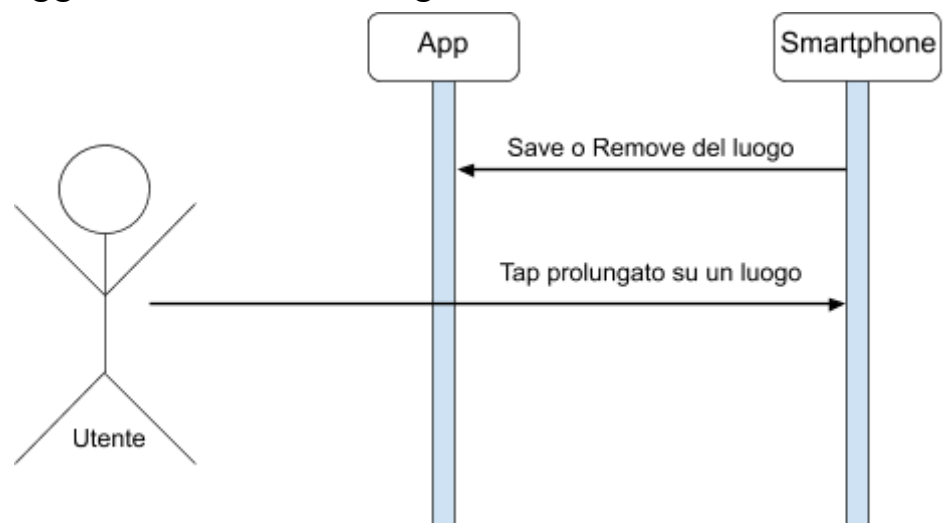 App
Smartphone
Save o Remove del luogo
Tap prolungato su un luogo
Utente